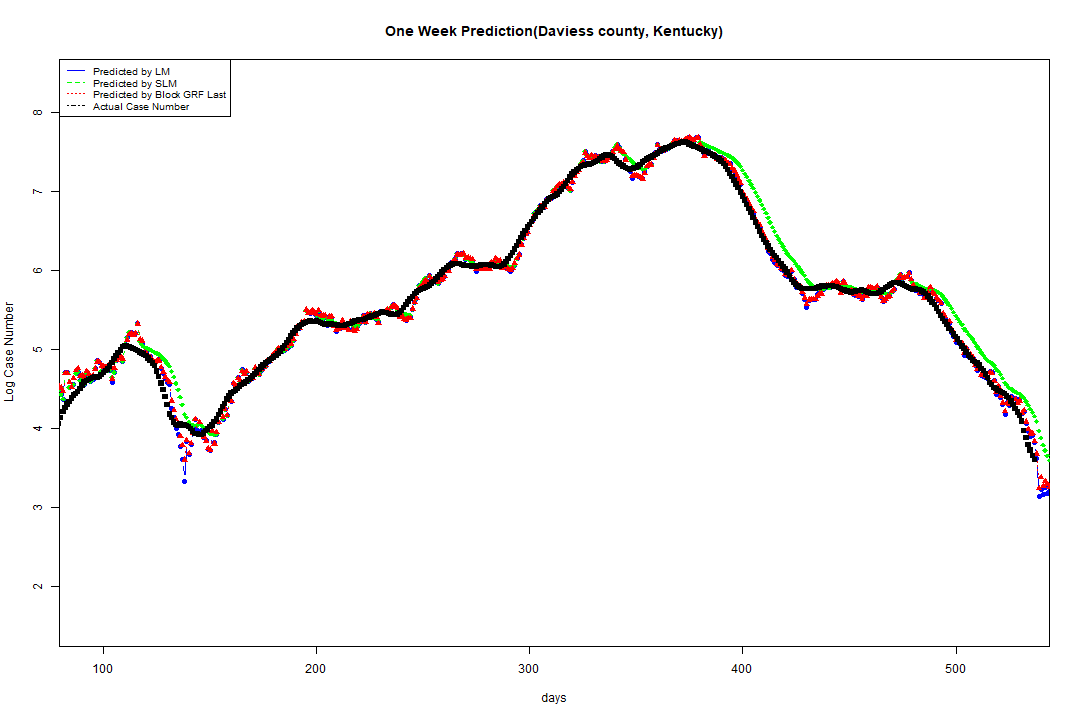 One Week Prediction(Daviess county, Kentucky)
Predicted by LM
Predicted by SLM
Predicted by Block GRF Last
Actual Case Number
8
7
6
5
4
3
2
Log Case Number
100 200 300 400 500
days